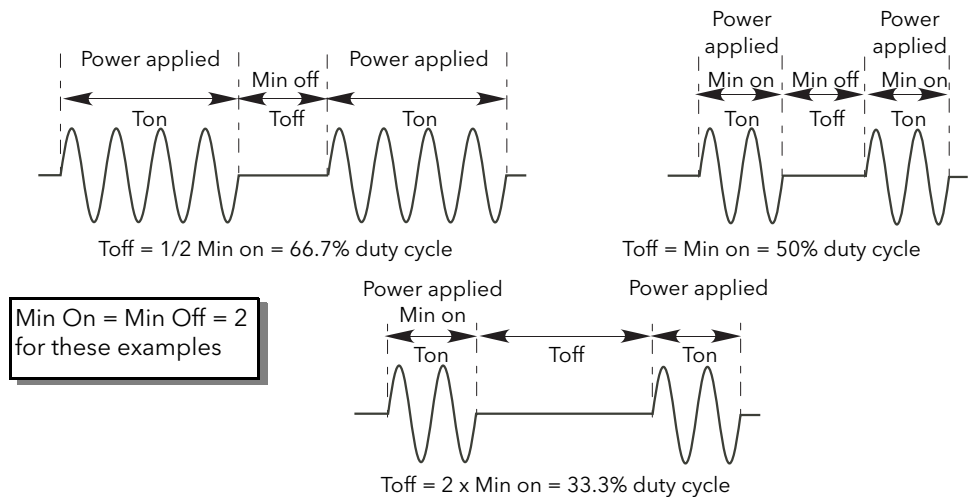 Power applied
Min off
Power applied
Ton
Toff
Ton
Toff = 1/2 Min on = 66.7% duty cycle
Power
applied
Power
applied
Min on
Min off
Min on
Ton
Toff
Ton
Toff = Min on = 50% duty cycle
Min On = Min Off = 2
for these examples
Power applied
Power applied
Min on
Ton
Toff
Ton
Toff = 2 x Min on = 33.3% duty cycle